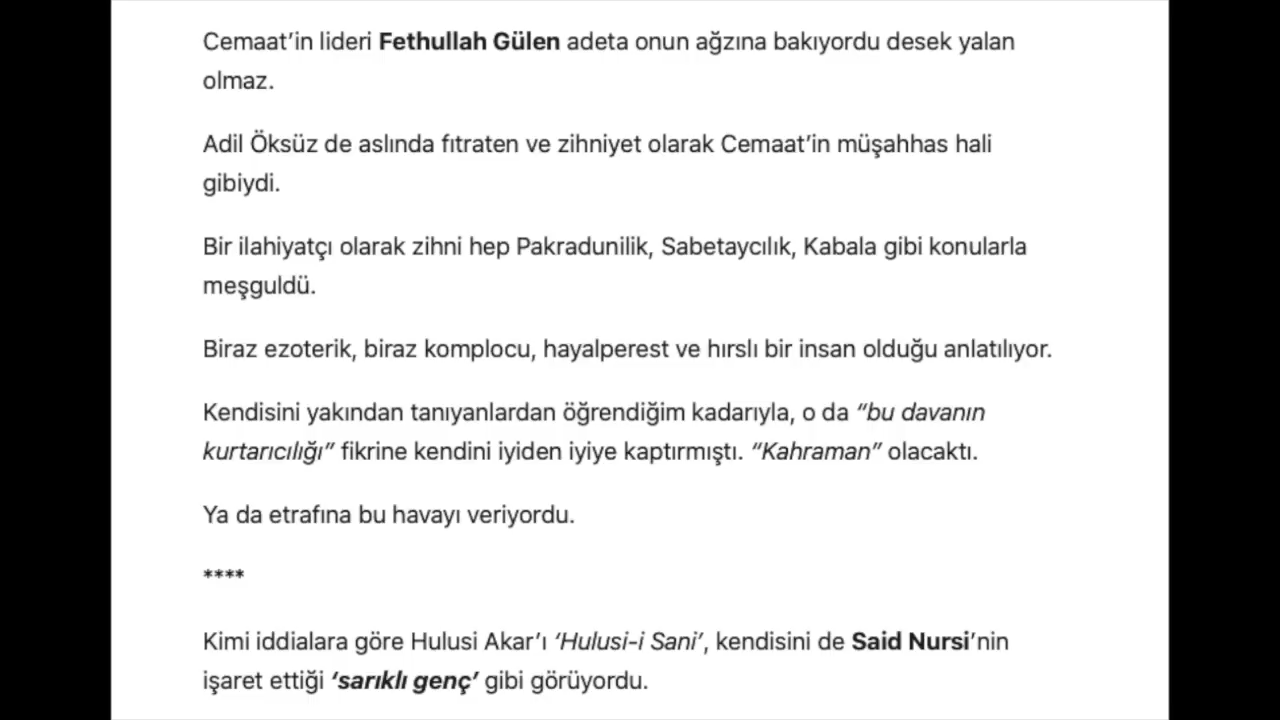 Cemaat’in lideri Fethullah Gülen adeta onun ağzına bakıyordu desek yalan
olmaz.
Adil Öksüz de aslında fıtraten ve zihniyet olarak Cemaat’in müşahhas hali
gibiydi.
Bir ilahiyatçı olarak zihni hep Pakradunilik, Sabetaycılık, Kabala gibi konularla
meşguldü.
Biraz ezoterik, biraz komplocu, hayalperest ve hırslı bir insan olduğu anlatılıyor.
Kendisini yakından tanıyanlardan öğrendiğim kadarıyla, o da “bu davanın
kurtarıcılığı” fikrine kendini iyiden iyiye kaptırmıştı. “Kahraman” olacaktı.
Ya da etrafına bu havayı veriyordu.
****
Kimi iddialara göre Hulusi Akar’ı ‘Hulusi-i Sani’, kendisini de Said Nursi’nin
işaret ettiği ‘sarıklı genç’ gibi görüyordu.